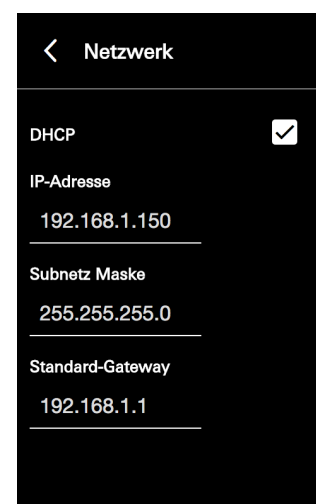 Netzwerk
DHCP
IP-Adresse
192.168.1.150
Subnetz Maske
255.255.255.0
Standard-Gateway
192.168.1.1